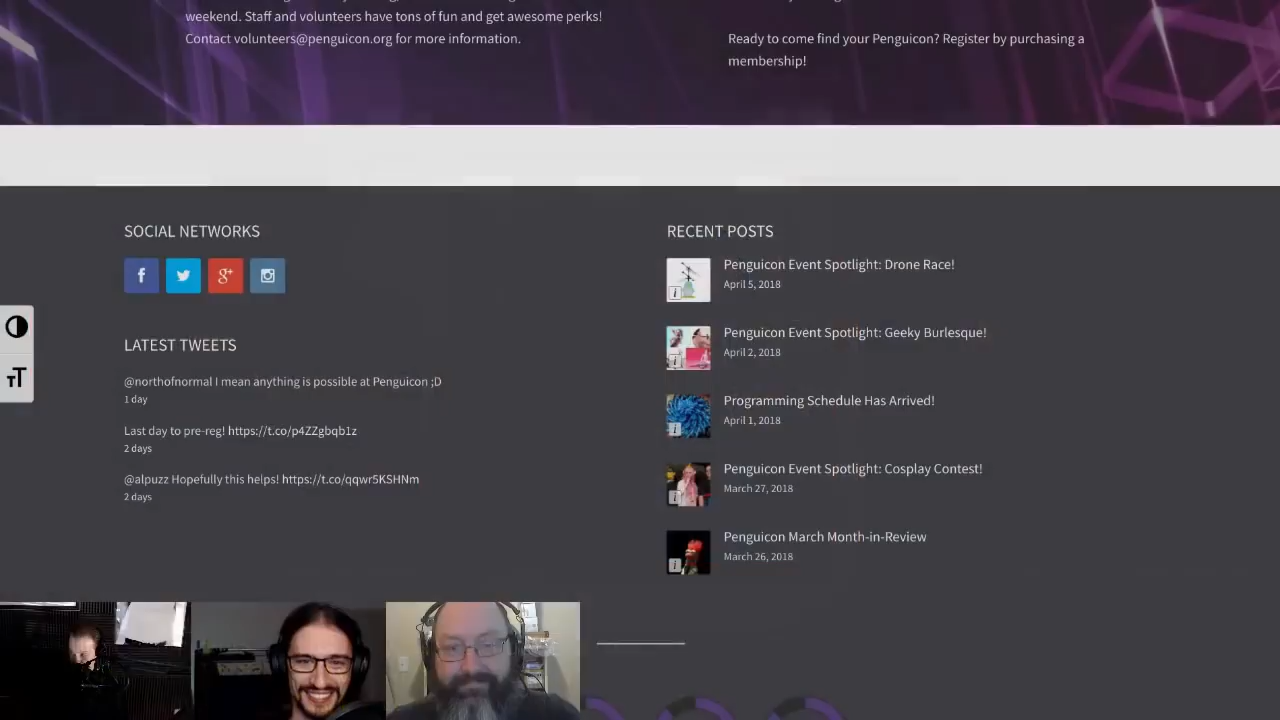 weekend. Staff and volunteers have tons of fun and get awesome perks!
Contact volunteers@penguicon.org for more information.
Ready to come find your Penguicon? Register by purchasing a
membership!
SOCIAL NETWORKS
f
g+
LATEST TWEETS
@northofnormal I mean anything is possible at Penguicon ;D
1 day
Last day to pre-reg! https://t.co/p4ZZgbqb1z
2 days
@alpuzz Hopefully this helps! https://t.co/qqwr5KSHNm
2 days
RECENT POSTS
Penguicon Event Spotlight: Drone Race!
April 5, 2018
Penguicon Event Spotlight: Geeky Burlesque!
April 2, 2018
Programming Schedule Has Arrived!
April 1, 2018
Penguicon Event Spotlight: Cosplay Contest!
March 27, 2018
Penguicon March Month-in-Review
March 26, 2018
TT